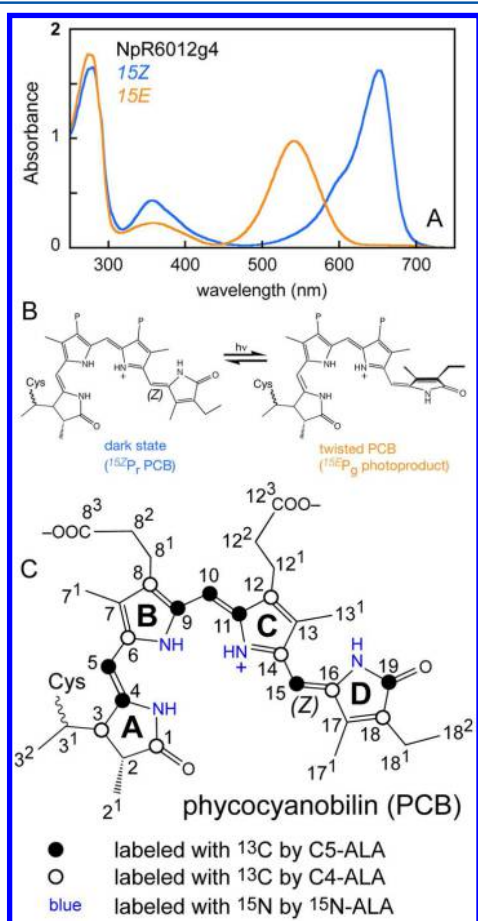 2
NpR6012g4
15Z
15E
Absorbance
1
0
A
300 400 500 600 700
wavelength (nm)
B
P P P P
NH HN + NH O
hν
NH HN + N H O
Cys NH O (Z)
Cys NH O
dark state
(15ZPr PCB)
twisted PCB
(15EPg photoproduct)
C
8³ –OOC 8² 8¹
12³ COO– 12² 12¹
7¹ 8 10 12
7 B 9 11 C 13 13¹
6 NH HN + 14 H N 19 O
5 15 (Z) 16 D
Cys 4 NH 17 18 18²
3 A 1 O 17¹ 18¹
3² 3¹ 2 2¹
phycocyanobilin (PCB)
labeled with ¹³C by C5-ALA
labeled with ¹³C by C4-ALA
blue labeled with ¹⁵N by ¹⁵N-ALA